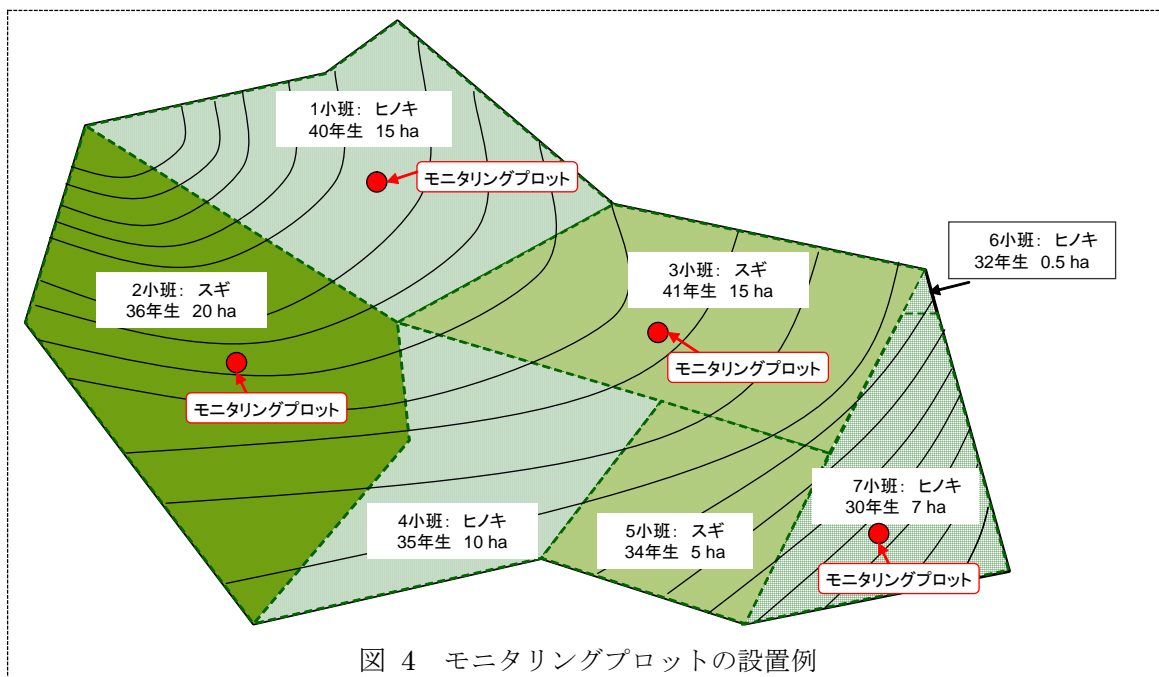 1小班: ヒノキ
40年生 15 ha
モニタリングプロット
6小班: ヒノキ
32年生 0.5 ha
3小班: スギ
41年生 15 ha
2小班: スギ
36年生 20 ha
モニタリングプロット
モニタリングプロット
7小班: ヒノキ
30年生 7 ha
4小班: ヒノキ
35年生 10 ha
5小班: スギ
34年生 5 ha
モニタリングプロット
図 4 モニタリングプロットの設置例